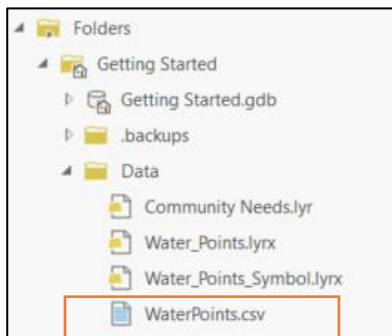 Folders
Getting Started
Getting Started.gdb
.backups
Data
Community Needs.lyr
Water_Points.lyrx
Water_Points_Symbol.lyrx
WaterPoints.csv